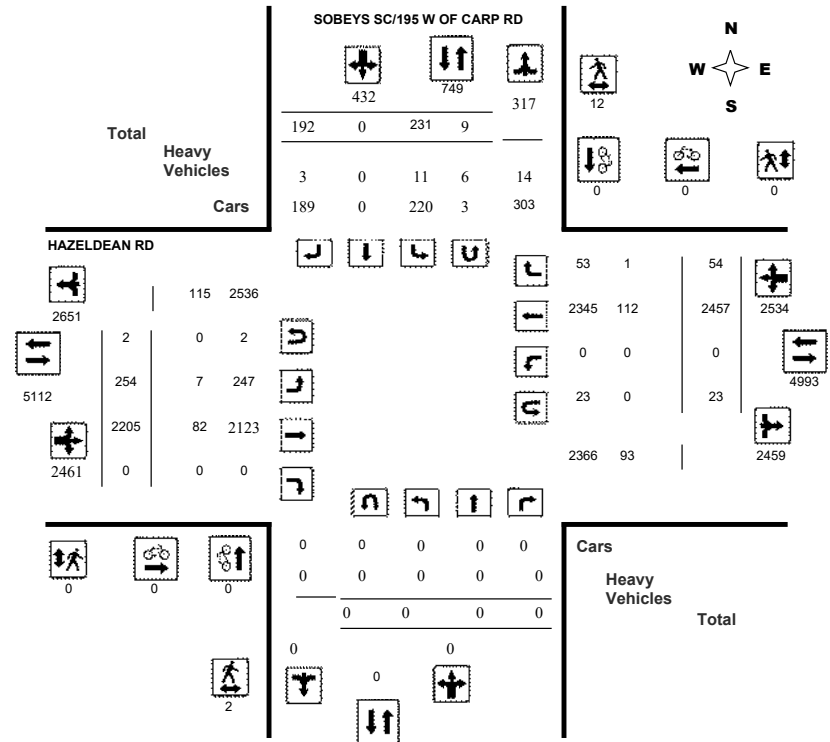 SOBEYS SC/195 W OF CARP RD
N
W E
S
432
749
317
12
Total
192 0 231 9
Heavy
Vehicles
3 0 11 6 14
Cars
189 0 220 3 303
0 0 0
HAZELDEAN RD
2651
115 2536
2 0 2
5112
254 7 247
2205 82 2123
2461
0 0 0
53 1 54
2345 112 2457 2534
0 0 0
4993
23 0 23
2366 93 2459
0 0 0
0 0 0 0 0
Cars
0 0 0 0 0
Heavy
Vehicles
0 0 0 0
Total
0 0
0
2